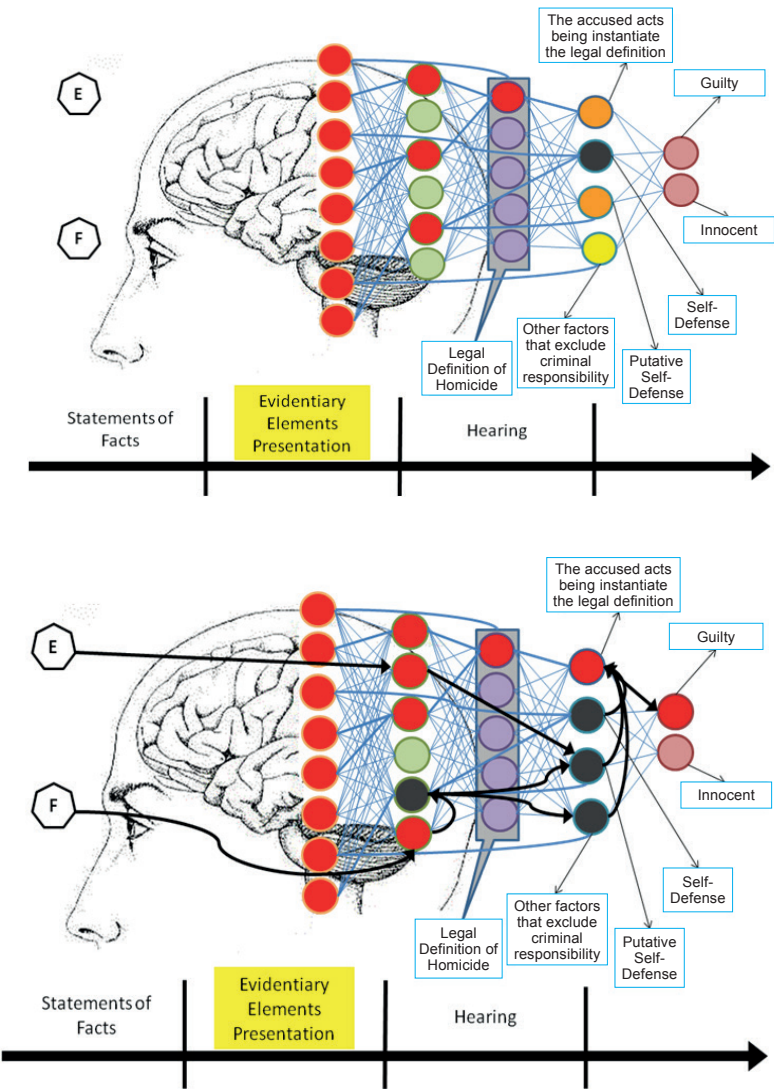 The accused acts
being instantiate
the legal definition
E
Guilty
F
Innocent
Self-
Defense
Legal
Definition of
Homicide
Other factors
that exclude
criminal
responsibility
Putative
Self-
Defense
Statements of
Facts
Evidentiary
Elements
Presentation
Hearing
The accused acts
being instantiate
the legal definition
E
Guilty
F
Innocent
Self-
Defense
Legal
Definition of
Homicide
Other factors
that exclude
criminal
responsibility
Putative
Self-
Defense
Statements of
Facts
Evidentiary
Elements
Presentation
Hearing